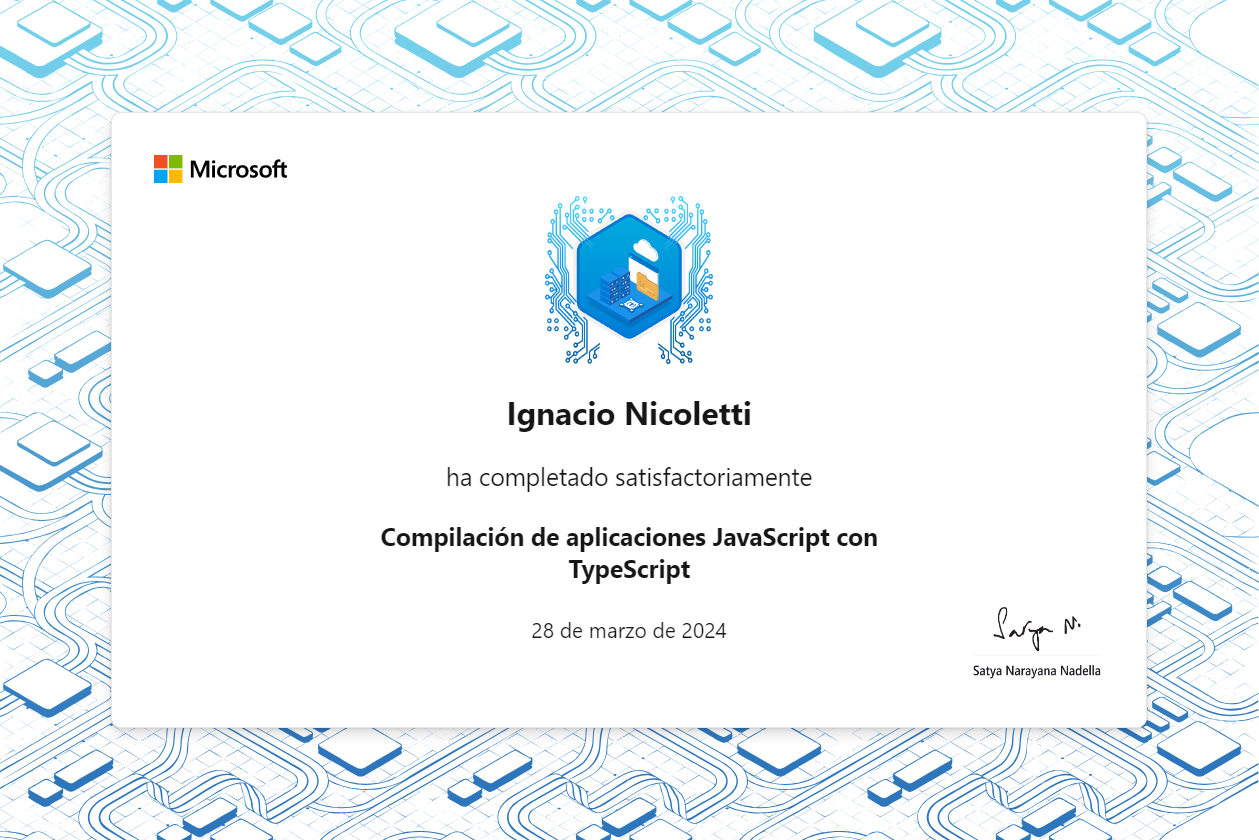 Microsoft
Ignacio Nicoletti
ha completado satisfactoriamente
Compilación de aplicaciones JavaScript con
TypeScript
28 de marzo de 2024
Satya N.
Satya Narayana Nadella